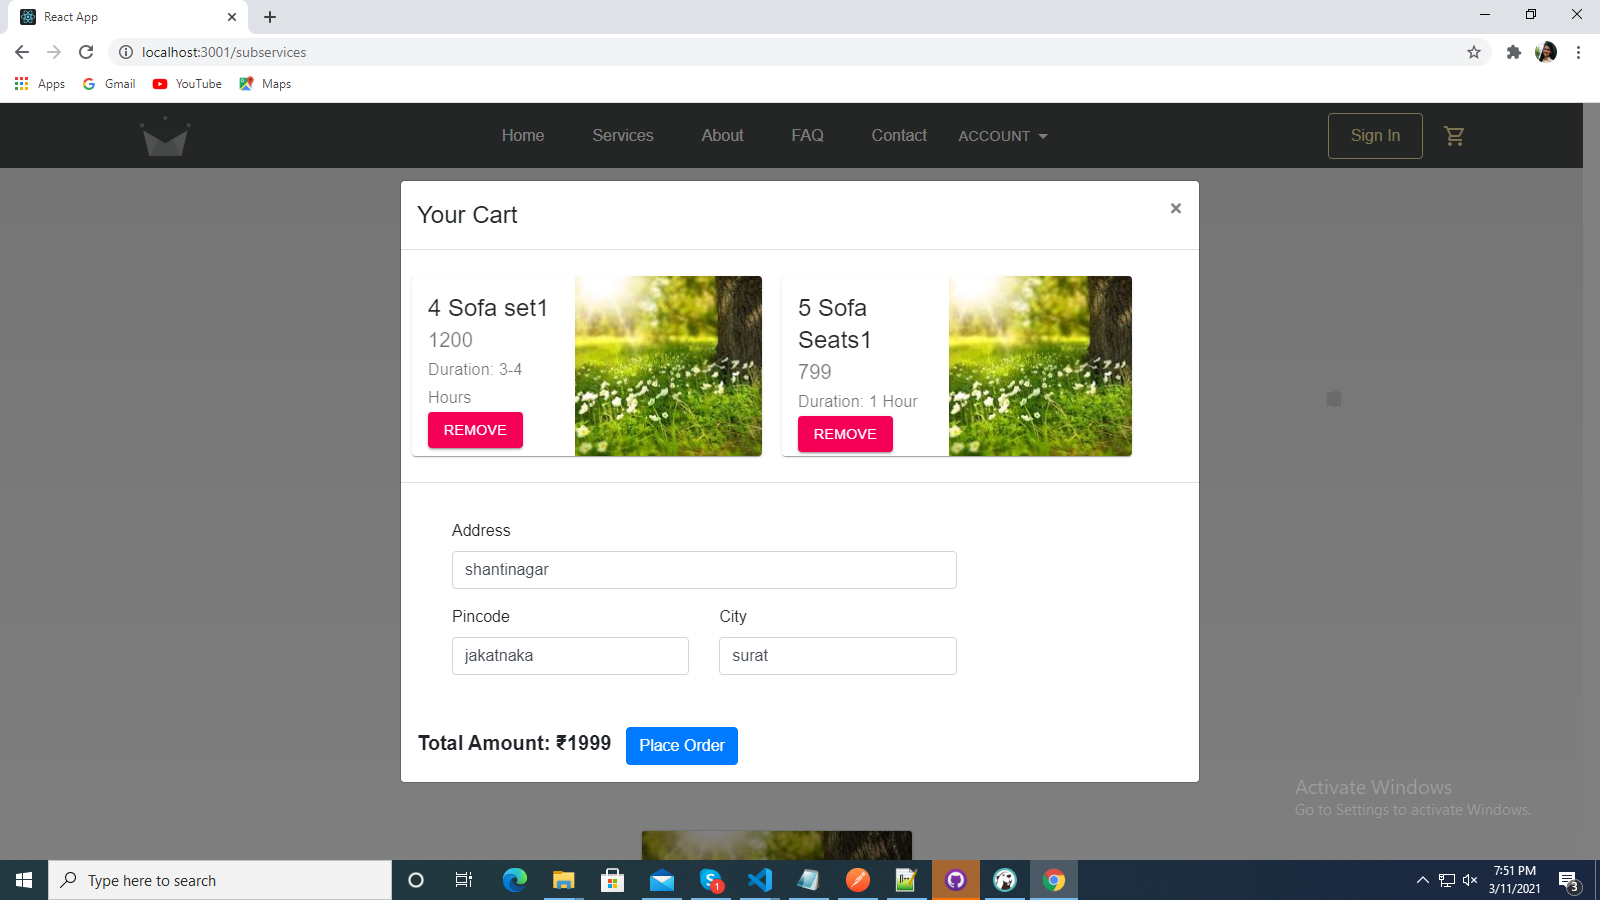 React App
localhost:3001/subservices
Apps Gmail YouTube Maps
Home Services About FAQ Contact ACCOUNT Sign In
Your Cart ×
4 Sofa set1
1200
Duration: 3-4
Hours
REMOVE
5 Sofa
Seats1
799
Duration: 1 Hour
REMOVE
Address
shantinagar
Pincode City
jakatnaka surat
Total Amount: ₹1999 Place Order
Activate Windows
Go to Settings to activate Windows.
Type here to search
1
7:51 PM
3/11/2021
3